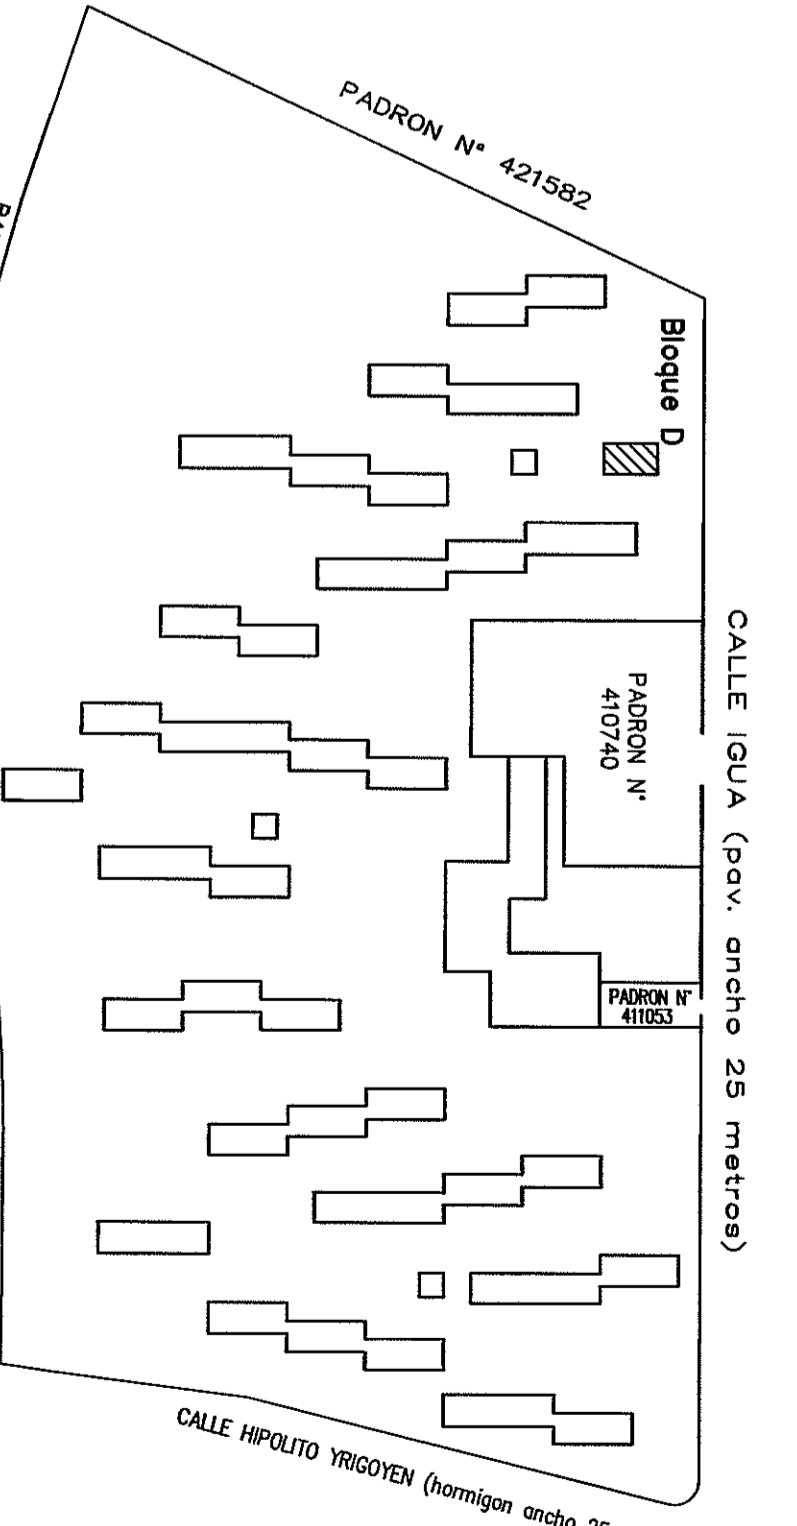 PADRON N° 421582
Bloque D
CALLE IGUA (pav. ancho 25 metros)
PADRON N°
410740
PADRON N°
411053
CALLE HIPOLITO YRIGOYEN (hormigon ancho